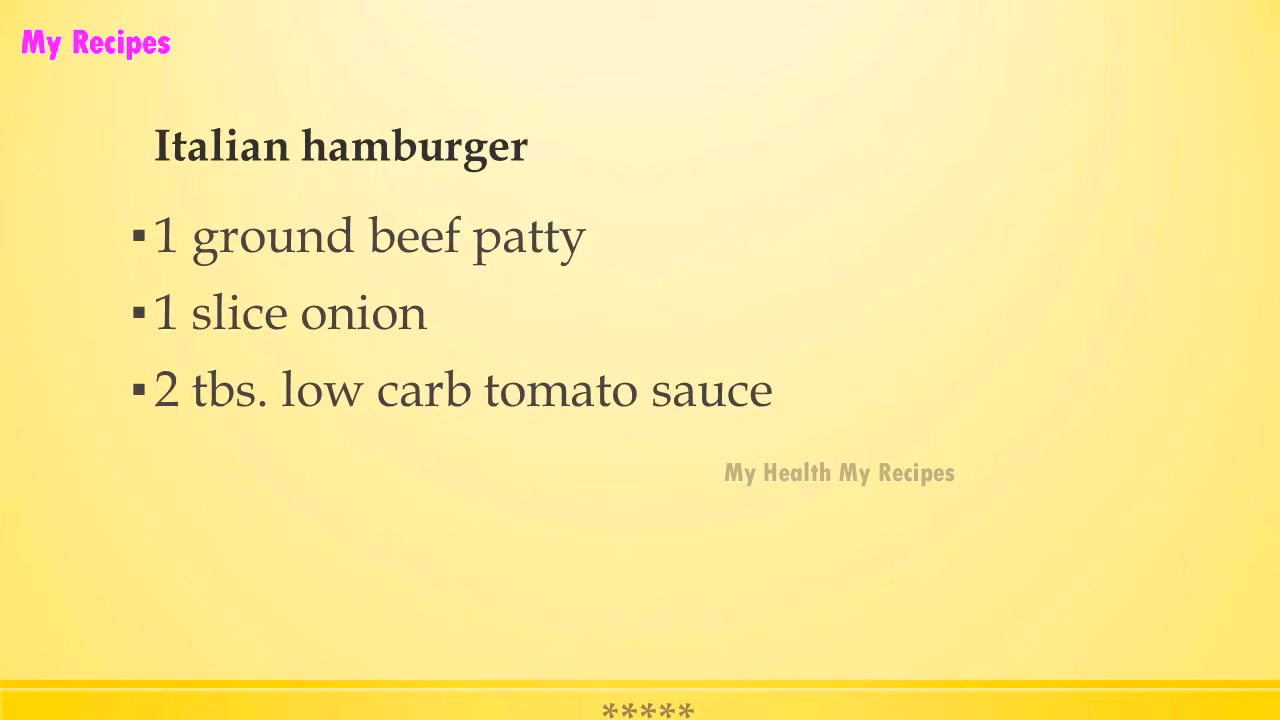 My Recipes
Italian hamburger
▪ 1 ground beef patty
▪ 1 slice onion
▪ 2 tbs. low carb tomato sauce
My Health My Recipes
*****